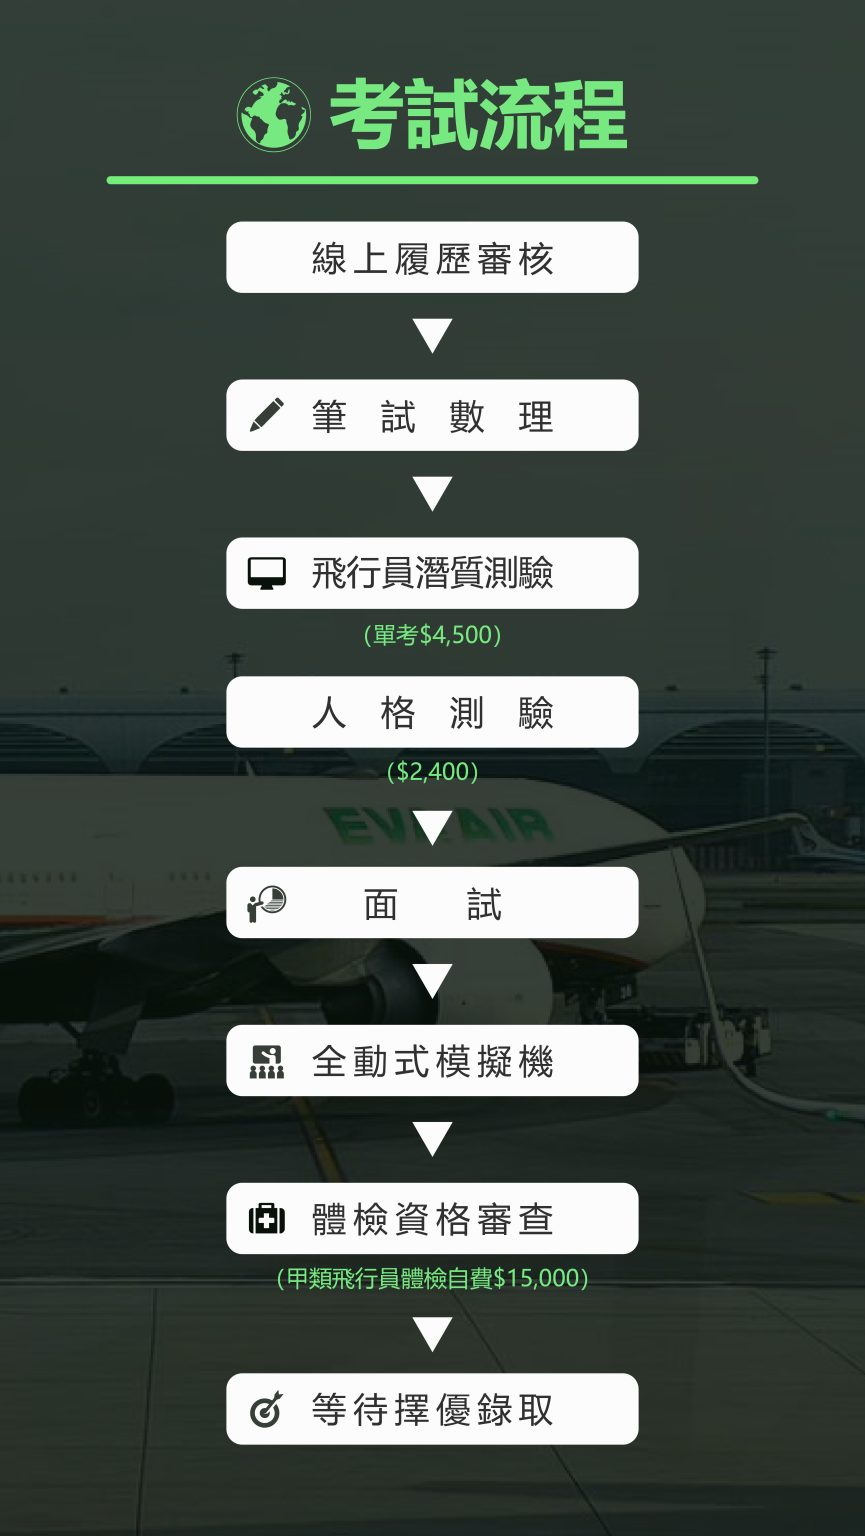 考試流程
線上履歷審核
筆試數理
飛行員潛質測驗
(單考$4,500)
人格測驗
($2,400)
EVA AIR
面試
全動式模擬機
體檢資格審查
(甲類飛行員體檢自費$15,000)
等待擇優錄取